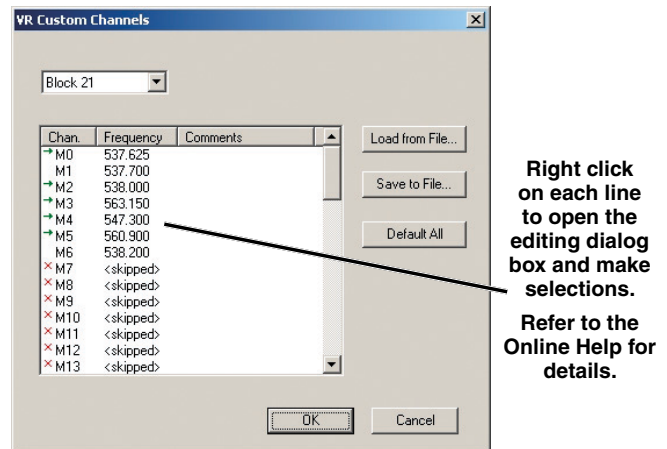 VR Custom Channels
Block 21
Chan. Frequency Comments
M0 537.625
M1 537.700
M2 538.000
M3 563.150
M4 547.300
M5 560.900
M6 538.200
M7 <skipped>
M8 <skipped>
M9 <skipped>
M10 <skipped>
M11 <skipped>
M12 <skipped>
M13 <skipped>
Load from File...
Save to File...
Default All
OK Cancel
Right click
on each line
to open the
editing dialog
box and make
selections.
Refer to the
Online Help for
details.